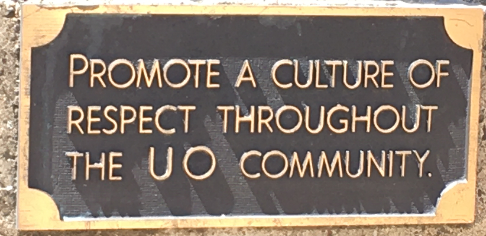 PROMOTE A CULTURE OF
RESPECT THROUGHOUT
THE UO COMMUNITY.